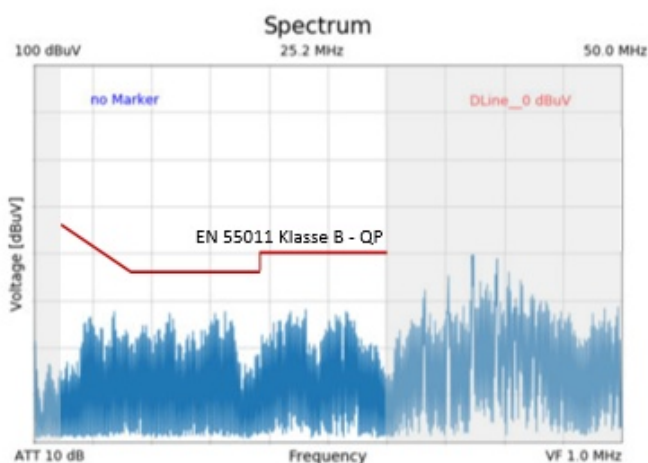 Spectrum
100 dBuV 25.2 MHz 50.0 MHz
no Marker DLine__0 dBuV
EN 55011 Klasse B - QP
Voltage [dBuV]
ATT 10 dB Frequency VF 1.0 MHz